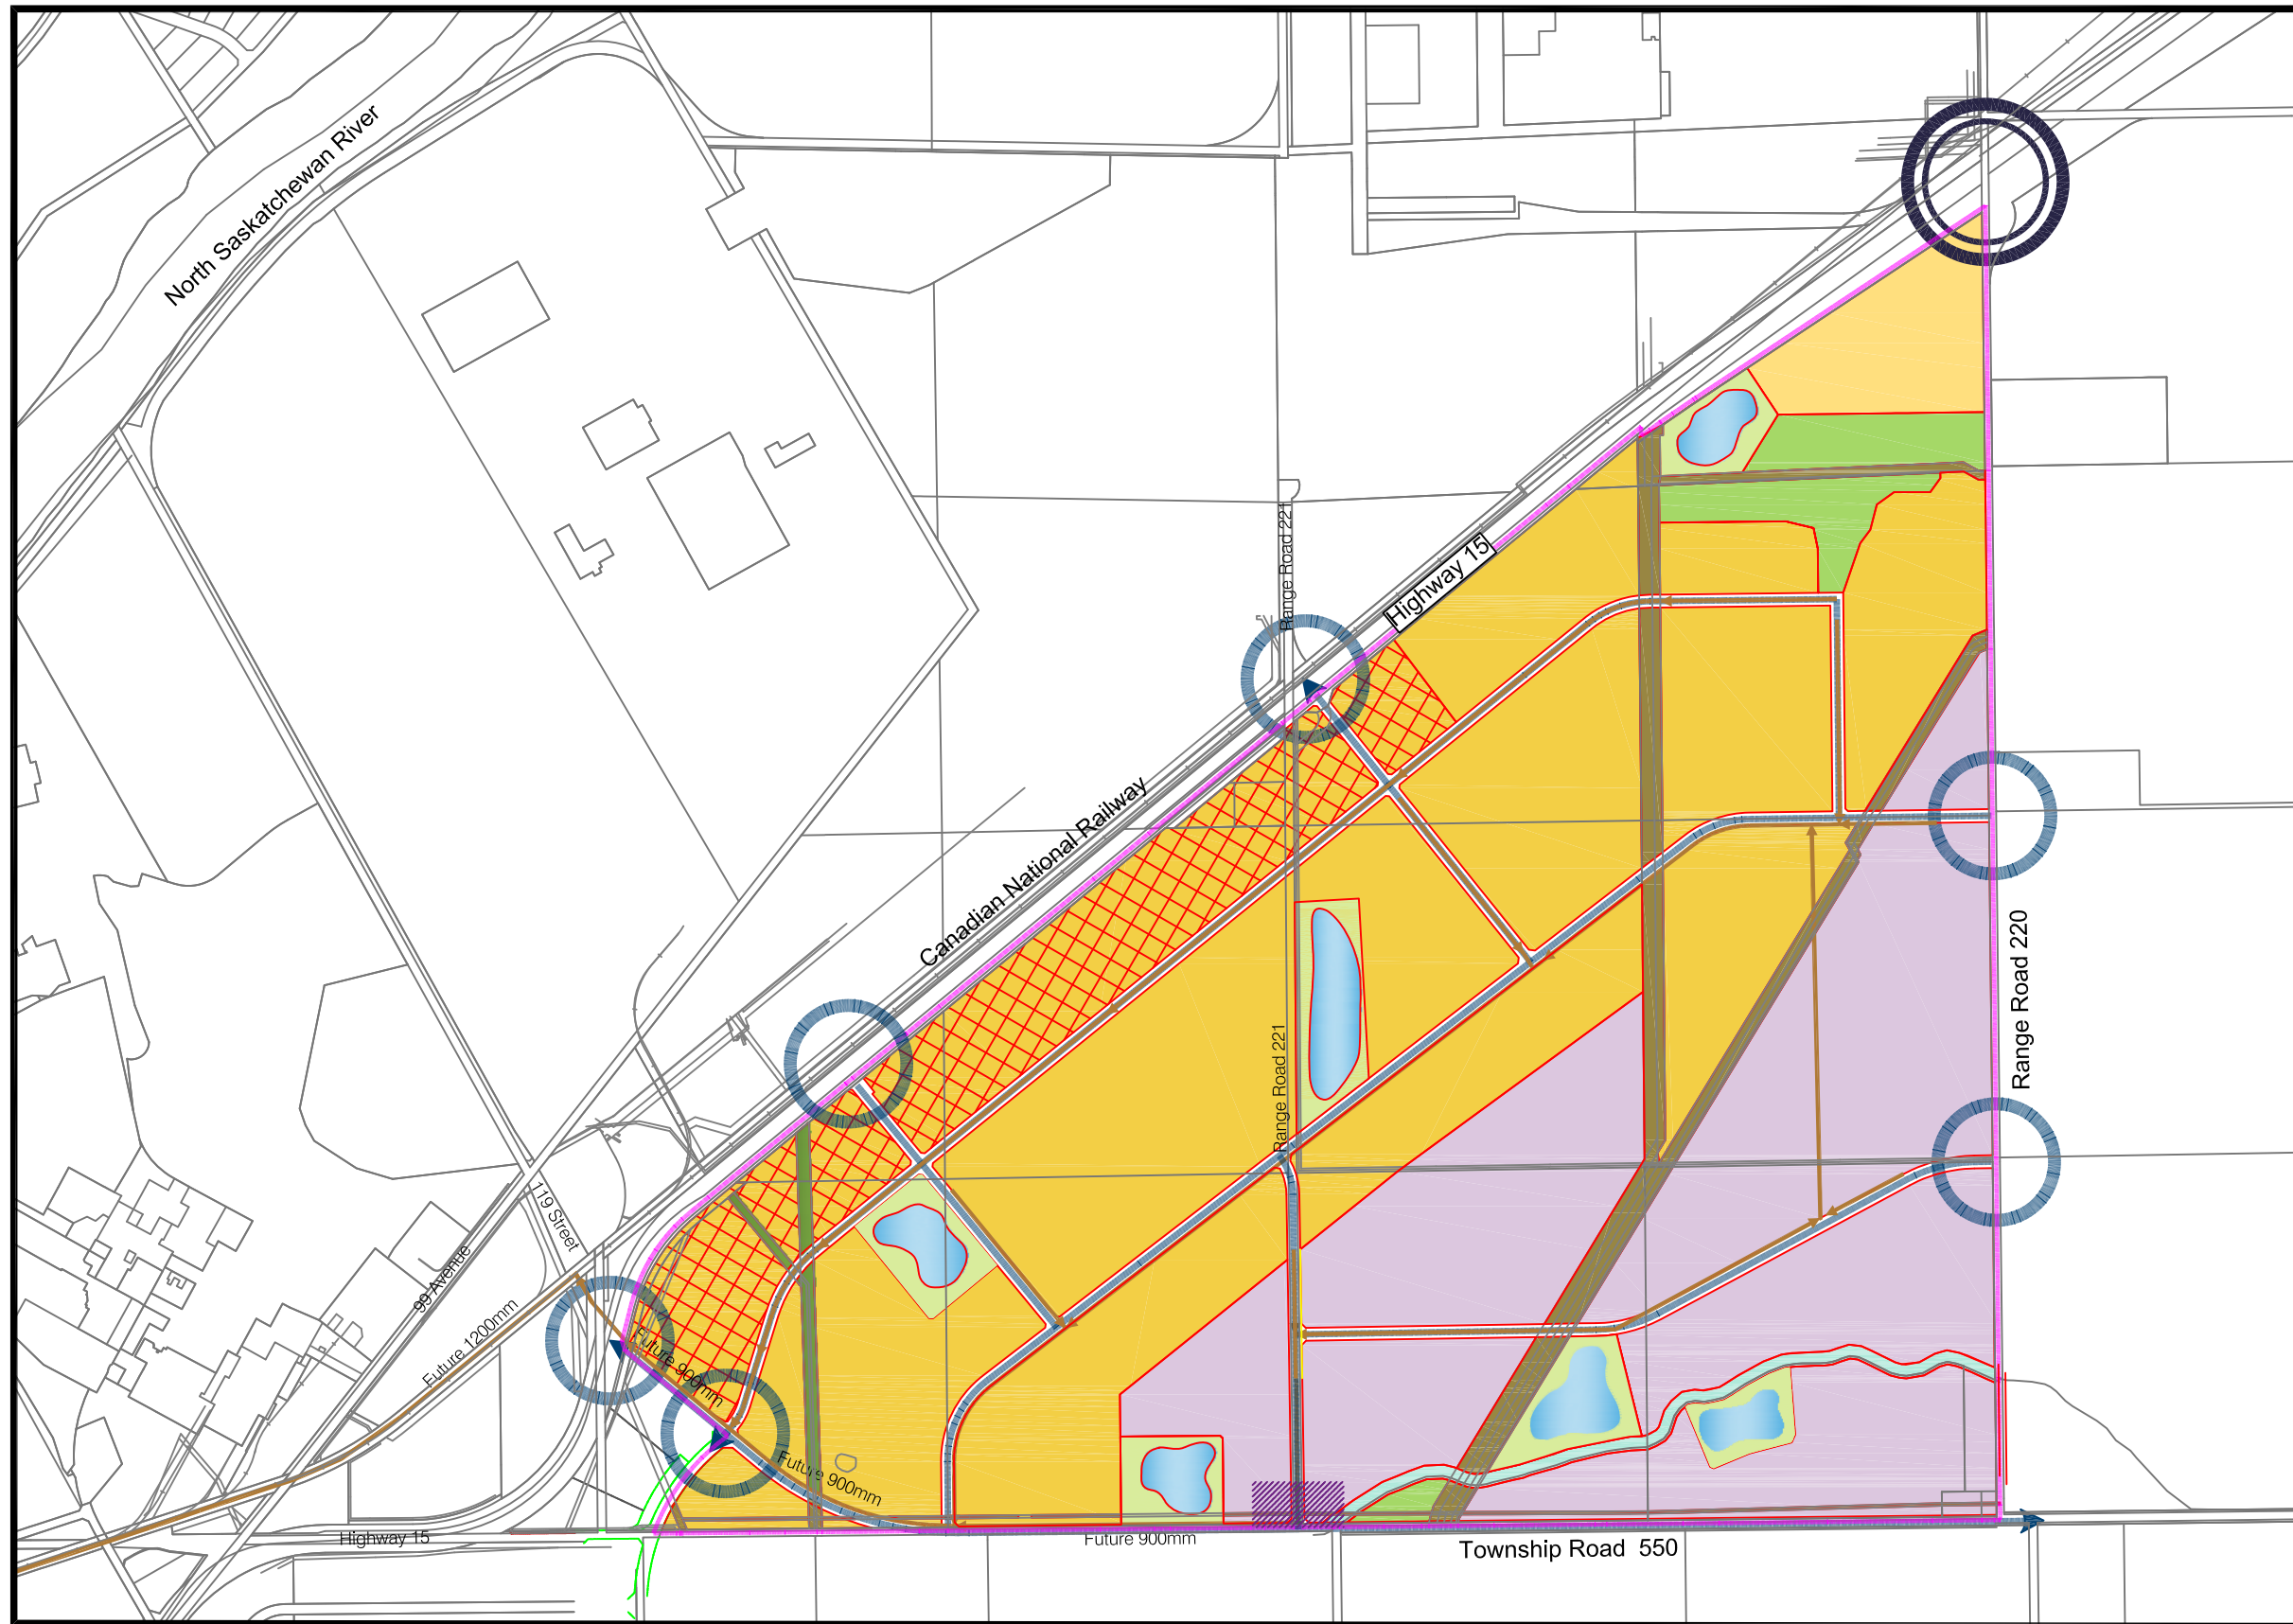 North Saskatchewan River
Range Road 221
Highway 15
Canadian National Railway
Range Road 220
Range Road 221
119 Street
99 Avenue
Future 1200mm
Future 900mm
Future 900mm
Highway 15
Future 900mm
Township Road 550